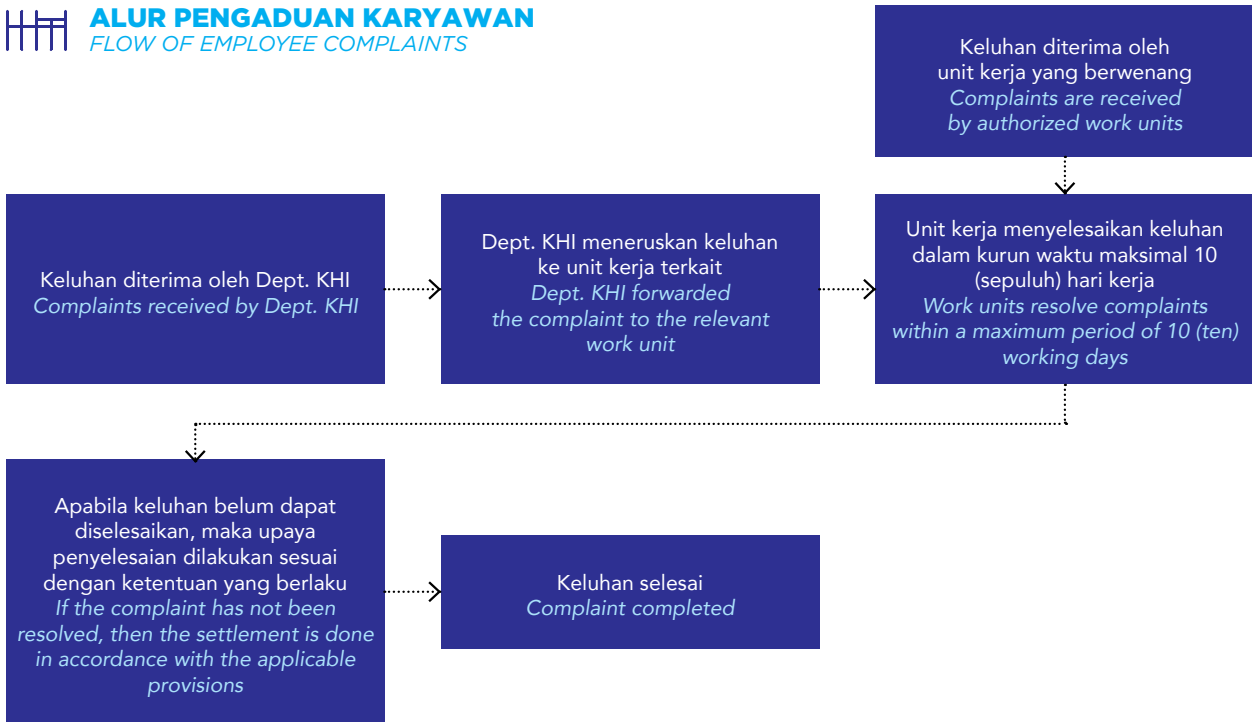 ALUR PENGADUAN KARYAWAN
FLOW OF EMPLOYEE COMPLAINTS
Keluhan diterima oleh
unit kerja yang berwenang
Complaints are received
by authorized work units
Keluhan diterima oleh Dept. KHI
Complaints received by Dept. KHI
Dept. KHI meneruskan keluhan
ke unit kerja terkait
Dept. KHI forwarded
the complaint to the relevant
work unit
Unit kerja menyelesaikan keluhan
dalam kurun waktu maksimal 10
(sepuluh) hari kerja
Work units resolve complaints
within a maximum period of 10 (ten)
working days
Apabila keluhan belum dapat
diselesaikan, maka upaya
penyelesaian dilakukan sesuai
dengan ketentuan yang berlaku
If the complaint has not been
resolved, then the settlement is done
in accordance with the applicable
provisions
Keluhan selesai
Complaint completed